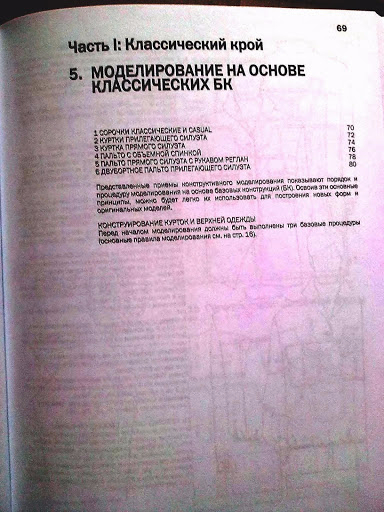 69
Часть I: Классический крой
5. МОДЕЛИРОВАНИЕ НА ОСНОВЕ
КЛАССИЧЕСКИХ БК
1 СОРОЧКИ КЛАССИЧЕСКИЕ И CASUAL 70
2 КУРТКИ ПРИЛЕГАЮЩЕГО СИЛУЭТА 72
3 КУРТКА ПРЯМОГО СИЛУЭТА 74
4 ПАЛЬТО С ОБЪЕМНОЙ СПИНКОЙ 76
5 ПАЛЬТО ПРЯМОГО СИЛУЭТА С РУКАВОМ РЕГЛАН 78
6 ДВУБОРТНОЕ ПАЛЬТО ПРИЛЕГАЮЩЕГО СИЛУЭТА 80
Представленные приемы конструктивного моделирования показывают порядок и
процедуру моделирования на основе базовых конструкций (БК). Освоив эти основные
принципы, можно будет легко их использовать для построения новых форм и
оригинальных моделей.
КОНСТРУИРОВАНИЕ КУРТОК И ВЕРХНЕЙ ОДЕЖДЫ
Перед началом моделирования должны быть выполнены три базовые процедуры
(основные правила моделирования см. на стр. 16).